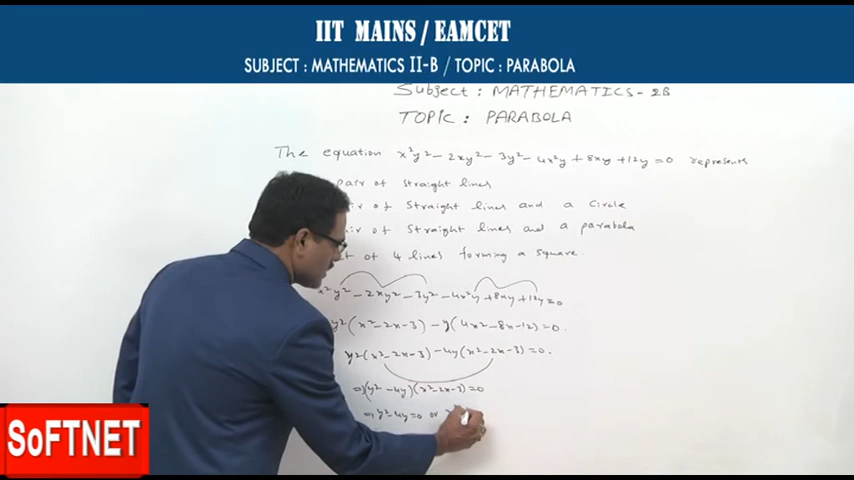 IIT MAINS / EAMCET
SUBJECT : MATHEMATICS II-B / TOPIC : PARABOLA
Subject : MATHEMATICS - 2B
TOPIC : PARABOLA
The equation x²y² - 2xy² - 3y² - 4x²y + 8xy + 12y = 0 represents
pair of straight lines
of straight lines and a circle
of straight lines and a parabola
of 4 lines forming a square.
x²y² - 2xy² - 3y² - 4x²y + 8xy + 12y = 0
y²(x² - 2x - 3) - y(4x² - 8x - 12) = 0.
y²(x² - 2x - 3) - 4y(x² - 2x - 3) = 0.
⇒ (y² - 4y)(x² - 2x - 3) = 0
⇒ y² - 4y = 0 or
SoFTNET